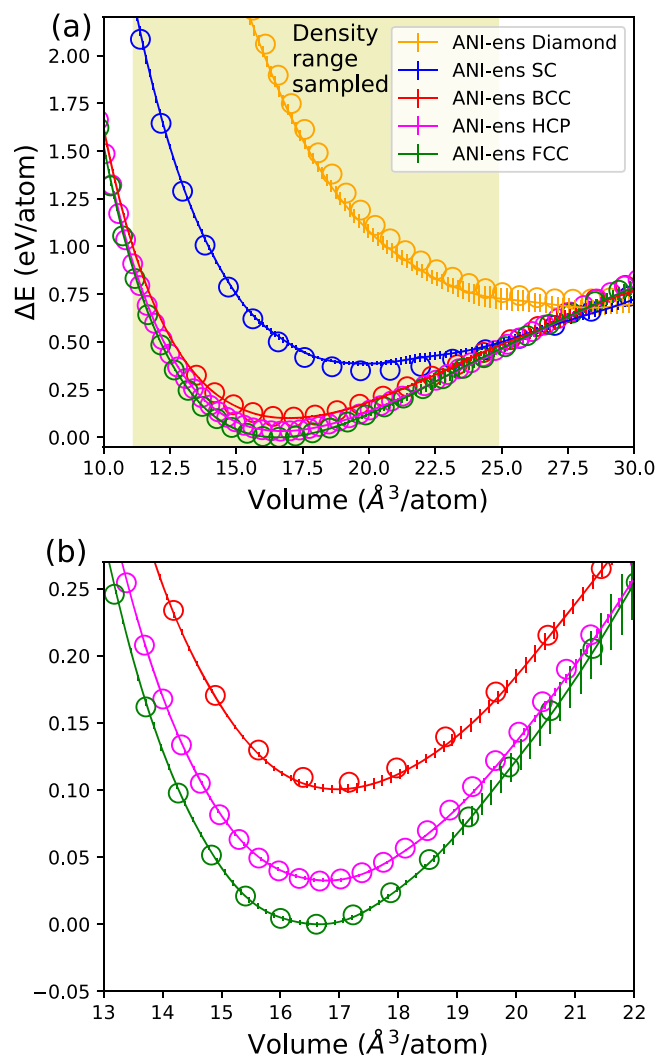 (a)
Density
range
sampled
ANI-ens Diamond
ANI-ens SC
ANI-ens BCC
ANI-ens HCP
ANI-ens FCC
2.00
1.75
1.50
1.25
1.00
0.75
0.50
0.25
0.00
ΔE (eV/atom)
10.0 12.5 15.0 17.5 20.0 22.5 25.0 27.5 30.0
Volume (Å³/atom)
(b)
0.25
0.20
0.15
0.10
0.05
0.00
−0.05
13 14 15 16 17 18 19 20 21 22
Volume (Å³/atom)